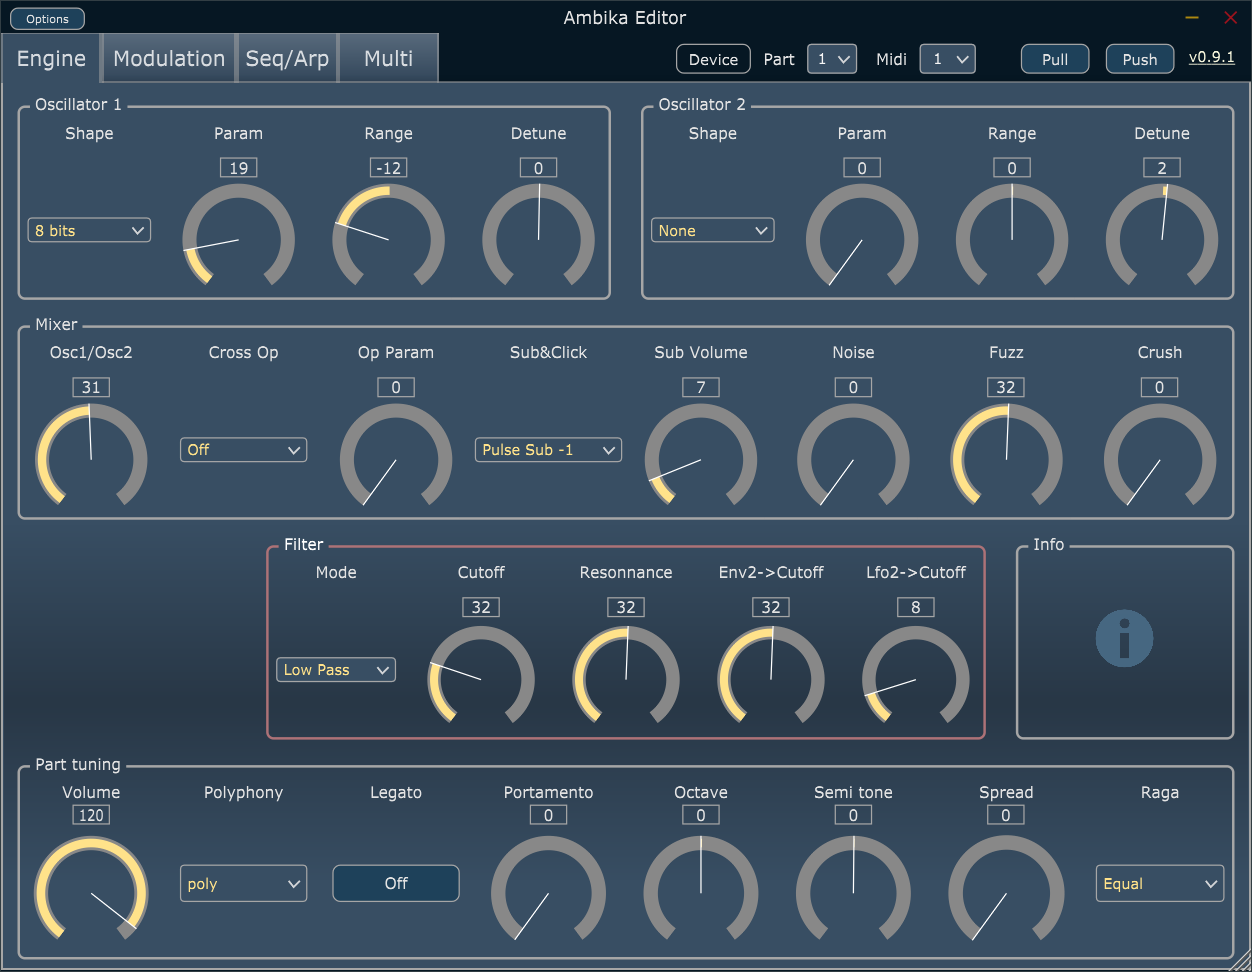 Options
Ambika Editor
Engine Modulation Seq/Arp Multi Device Part 1 Midi 1 Pull Push v0.9.1
Oscillator 1
Shape Param Range Detune
19 -12 0
8 bits
Oscillator 2
Shape Param Range Detune
0 0 2
None
Mixer
Osc1/Osc2 Cross Op Op Param Sub&Click Sub Volume Noise Fuzz Crush
31 0 7 0 32 0
Off Pulse Sub -1
Filter
Mode Cutoff Resonnance Env2->Cutoff Lfo2->Cutoff
32 32 32 8
Low Pass
Info
i
Part tuning
Volume Polyphony Legato Portamento Octave Semi tone Spread Raga
120 0 0 0 0
poly Off Equal